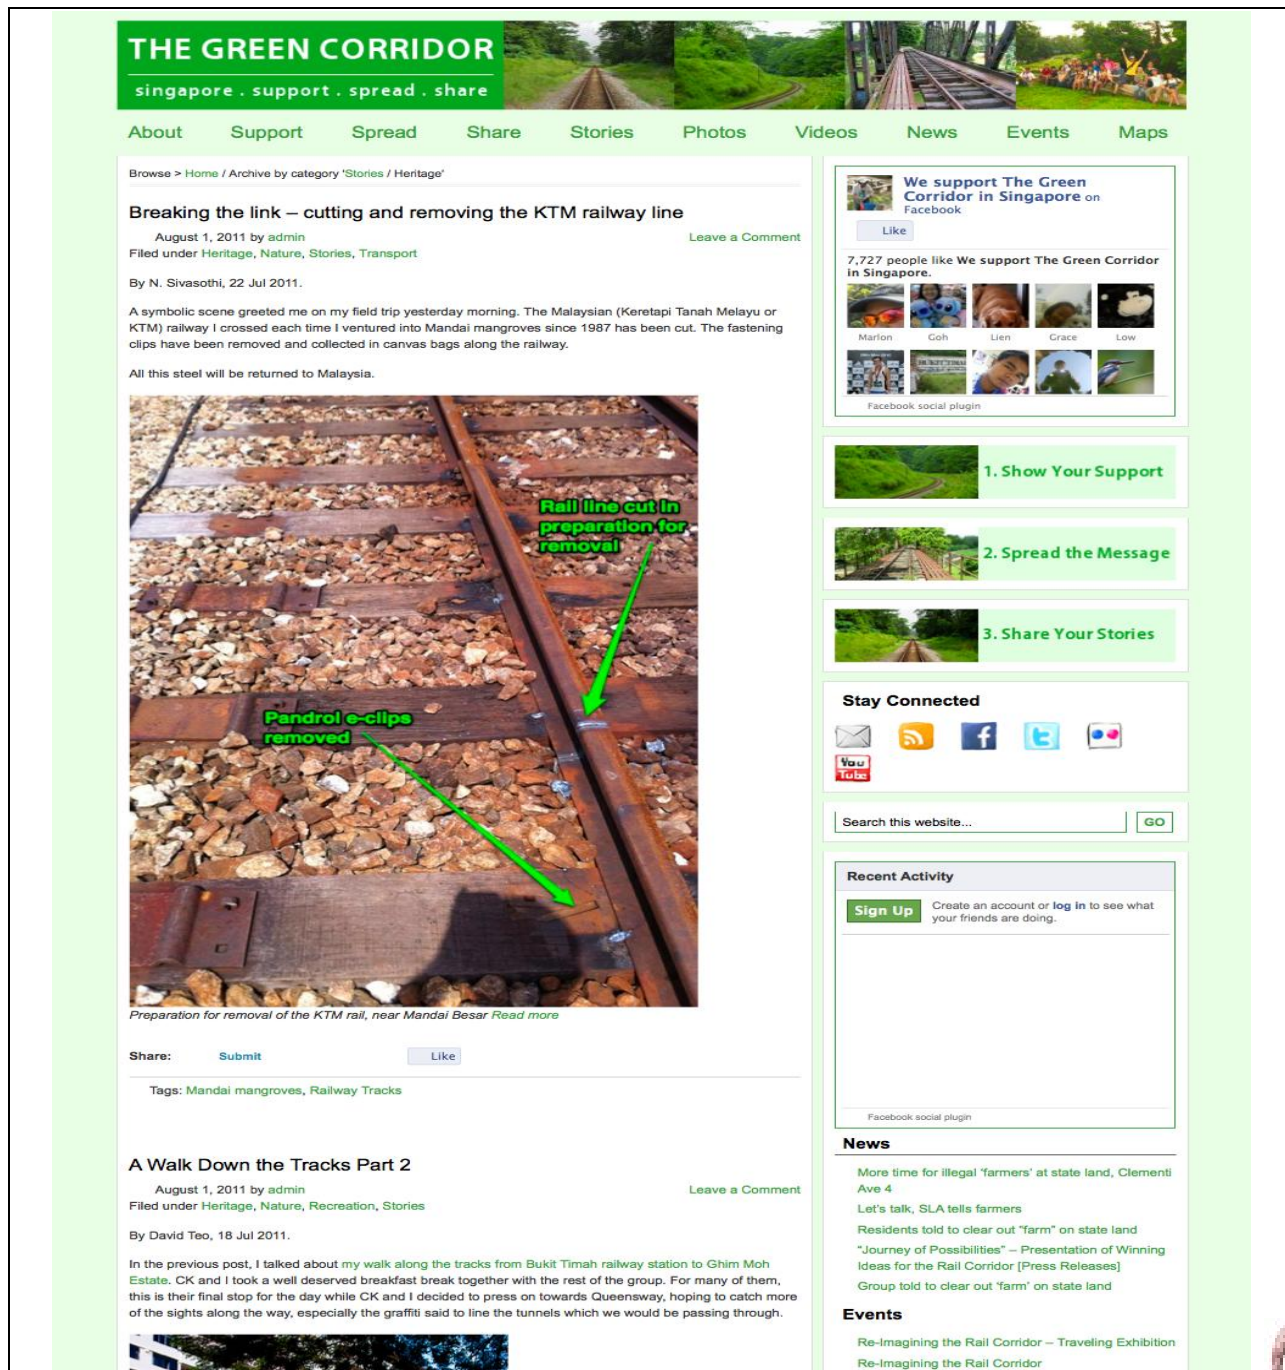 THE GREEN CORRIDOR
singapore . support . spread . share
About Support Spread Share Stories Photos Videos News Events Maps
Browse > Home / Archive by category 'Stories / Heritage'
Breaking the link – cutting and removing the KTM railway line
August 1, 2011 by admin
Leave a Comment
Filed under Heritage, Nature, Stories, Transport
By N. Sivasothi, 22 Jul 2011.
A symbolic scene greeted me on my field trip yesterday morning. The Malaysian (Keretapi Tanah Melayu or
KTM) railway I crossed each time I ventured into Mandai mangroves since 1987 has been cut. The fastening
clips have been removed and collected in canvas bags along the railway.
All this steel will be returned to Malaysia.
Rail line cut in
preparation for
removal
Pandrol e-clips
removed
Preparation for removal of the KTM rail, near Mandai Besar Read more
Share: Submit Like
Tags: Mandai mangroves, Railway Tracks
A Walk Down the Tracks Part 2
August 1, 2011 by admin
Leave a Comment
Filed under Heritage, Nature, Recreation, Stories
By David Teo, 18 Jul 2011.
In the previous post, I talked about my walk along the tracks from Bukit Timah railway station to Ghim Moh
Estate. CK and I took a well deserved breakfast break together with the rest of the group. For many of them,
this is their final stop for the day while CK and I decided to press on towards Queensway, hoping to catch more
of the sights along the way, especially the graffiti said to line the tunnels which we would be passing through.
We support The Green
Corridor in Singapore on
Facebook
Like
7,727 people like We support The Green Corridor
in Singapore.
Marlon Goh Lien Grace Low
Facebook social plugin
1. Show Your Support
2. Spread the Message
3. Share Your Stories
Stay Connected
You
Tube
Search this website... GO
Recent Activity
Sign Up
Create an account or log in to see what
your friends are doing.
Facebook social plugin
News
More time for illegal 'farmers' at state land, Clementi
Ave 4
Let's talk, SLA tells farmers
Residents told to clear out "farm" on state land
"Journey of Possibilities" – Presentation of Winning
Ideas for the Rail Corridor [Press Releases]
Group told to clear out 'farm' on state land
Events
Re-Imagining the Rail Corridor – Traveling Exhibition
Re-Imagining the Rail Corridor